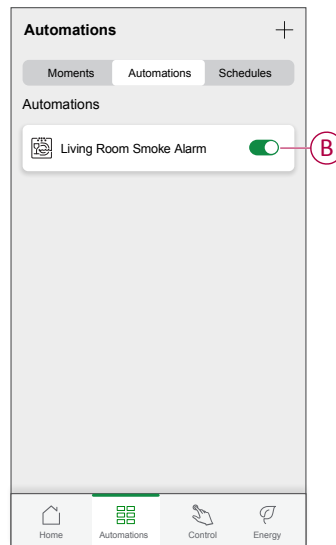 Automations
Moments Automations Schedules
Automations
Living Room Smoke Alarm
B
Home Automations Control Energy